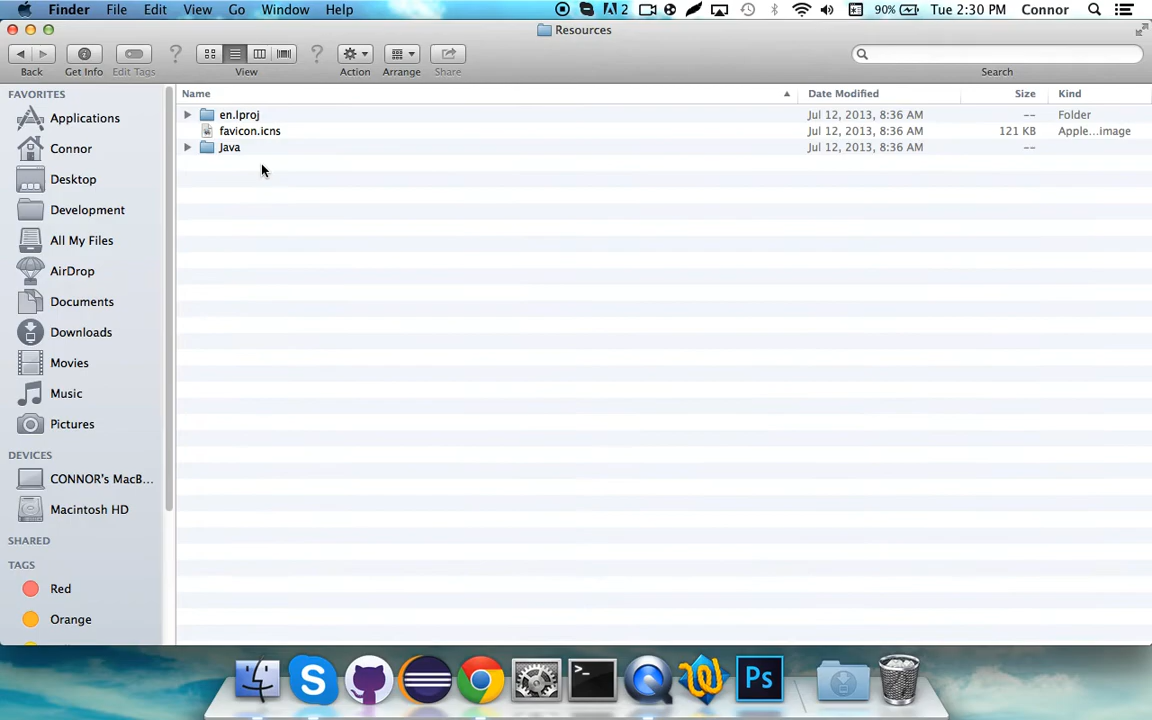 Finder File Edit View Go Window Help 2 90% Tue 2:30 PM Connor
Resources
Back Get Info Edit Tags View Action Arrange Share Search
FAVORITES
Applications
Connor
Desktop
Development
All My Files
AirDrop
Documents
Downloads
Movies
Music
Pictures
DEVICES
CONNOR's MacB...
Macintosh HD
SHARED
TAGS
Red
Orange
Name Date Modified Size Kind
en.lproj Jul 12, 2013, 8:36 AM -- Folder
favicon.icns Jul 12, 2013, 8:36 AM 121 KB Apple...image
Java Jul 12, 2013, 8:36 AM --
Ps